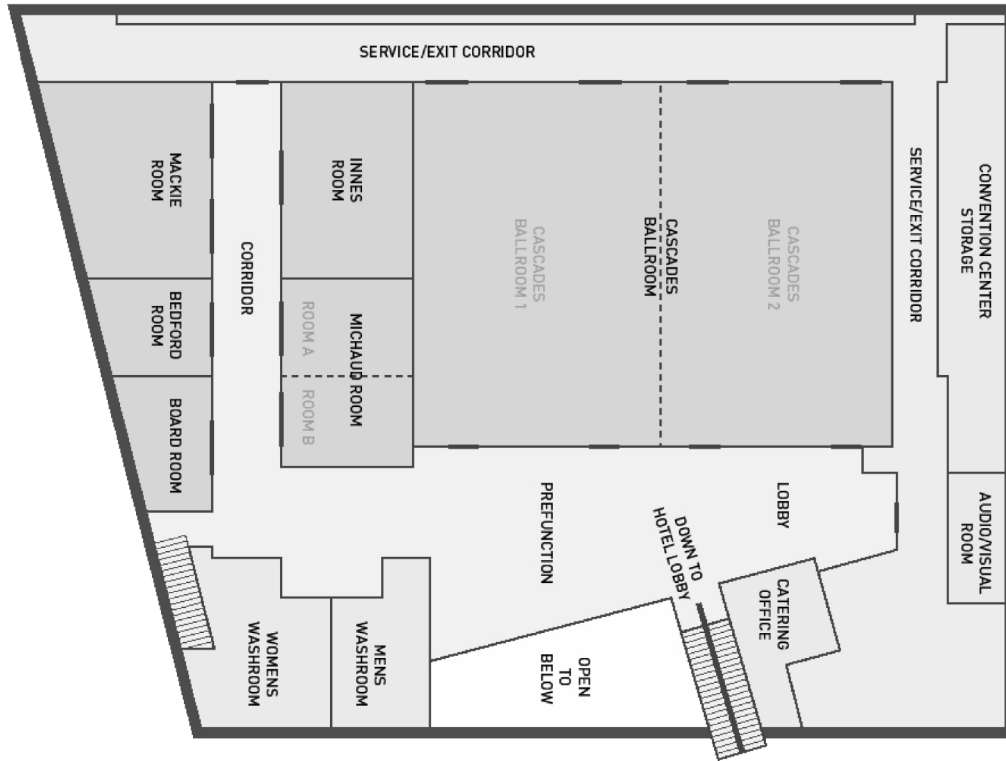 SERVICE/EXIT CORRIDOR
MACKIE
ROOM
INNES
ROOM
CORRIDOR
BEDFORD
ROOM
ROOM A
MICHAUD ROOM
ROOM B
BOARD ROOM
CASCADES
BALLROOM 1
CASCADES
BALLROOM
CASCADES
BALLROOM 2
SERVICE/EXIT CORRIDOR
CONVENTION CENTER
STORAGE
AUDIO/VISUAL
ROOM
PREFUNCTION
LOBBY
DOWN TO
HOTEL LOBBY
CATERING
OFFICE
WOMENS
WASHROOM
MENS
WASHROOM
OPEN
TO
BELOW